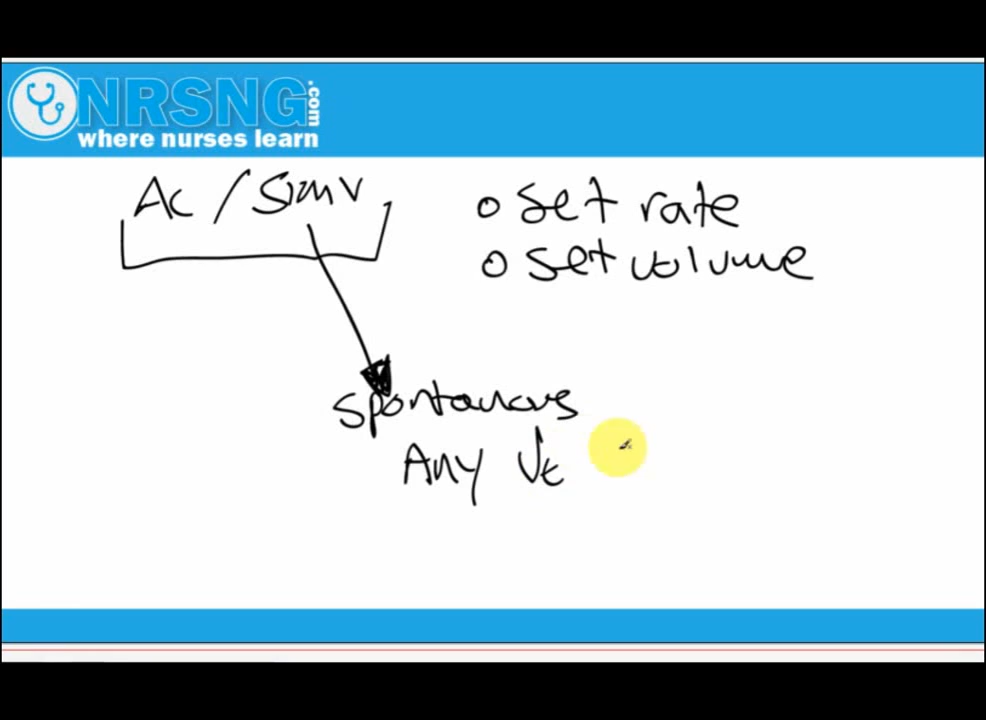 NRSNG.com
where nurses learn
AC / SIMV
o set rate
o set volume
spontaneous
Any Vt